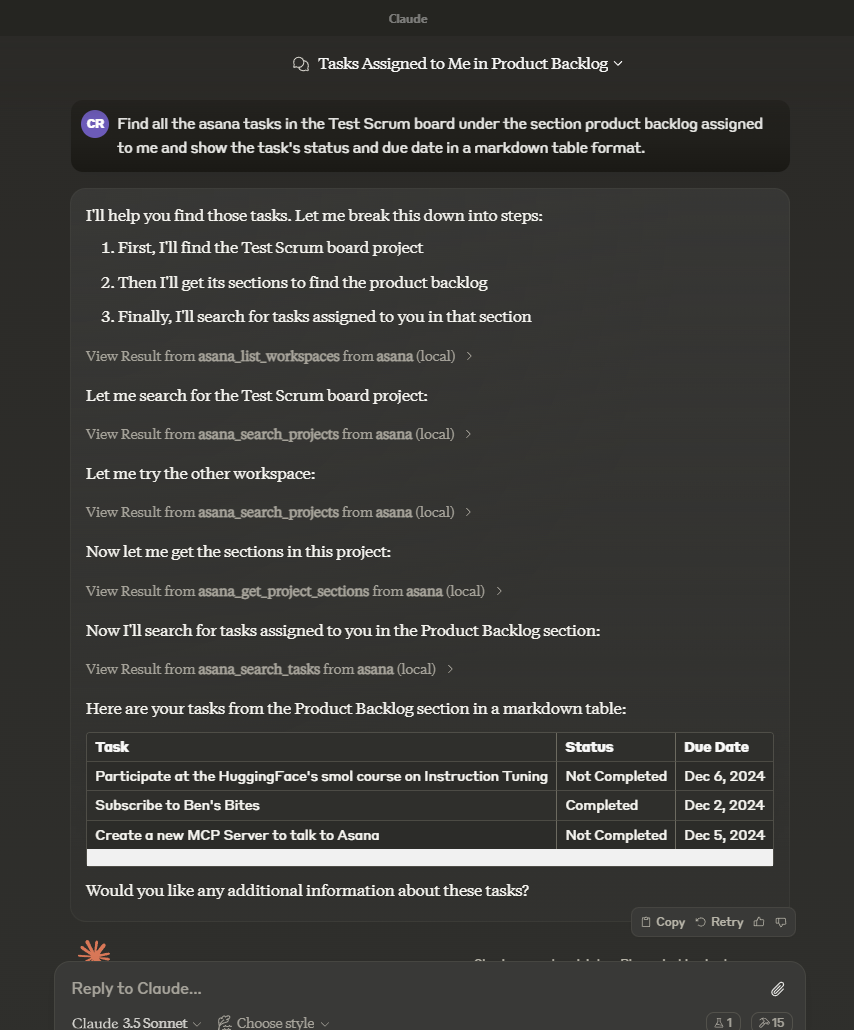 Claude
Tasks Assigned to Me in Product Backlog
CR
Find all the asana tasks in the Test Scrum board under the section product backlog assigned
to me and show the task's status and due date in a markdown table format.
I'll help you find those tasks. Let me break this down into steps:
1. First, I'll find the Test Scrum board project
2. Then I'll get its sections to find the product backlog
3. Finally, I'll search for tasks assigned to you in that section
View Result from asana_list_workspaces from asana (local)
Let me search for the Test Scrum board project:
View Result from asana_search_projects from asana (local)
Let me try the other workspace:
View Result from asana_search_projects from asana (local)
Now let me get the sections in this project:
View Result from asana_get_project_sections from asana (local)
Now I'll search for tasks assigned to you in the Product Backlog section:
View Result from asana_search_tasks from asana (local)
Here are your tasks from the Product Backlog section in a markdown table:
Task Status Due Date
Participate at the HuggingFace's smol course on Instruction Tuning Not Completed Dec 6, 2024
Subscribe to Ben's Bites Completed Dec 2, 2024
Create a new MCP Server to talk to Asana Not Completed Dec 5, 2024
Would you like any additional information about these tasks?
Copy Retry
Reply to Claude...
Claude 3.5 Sonnet Choose style 1 15